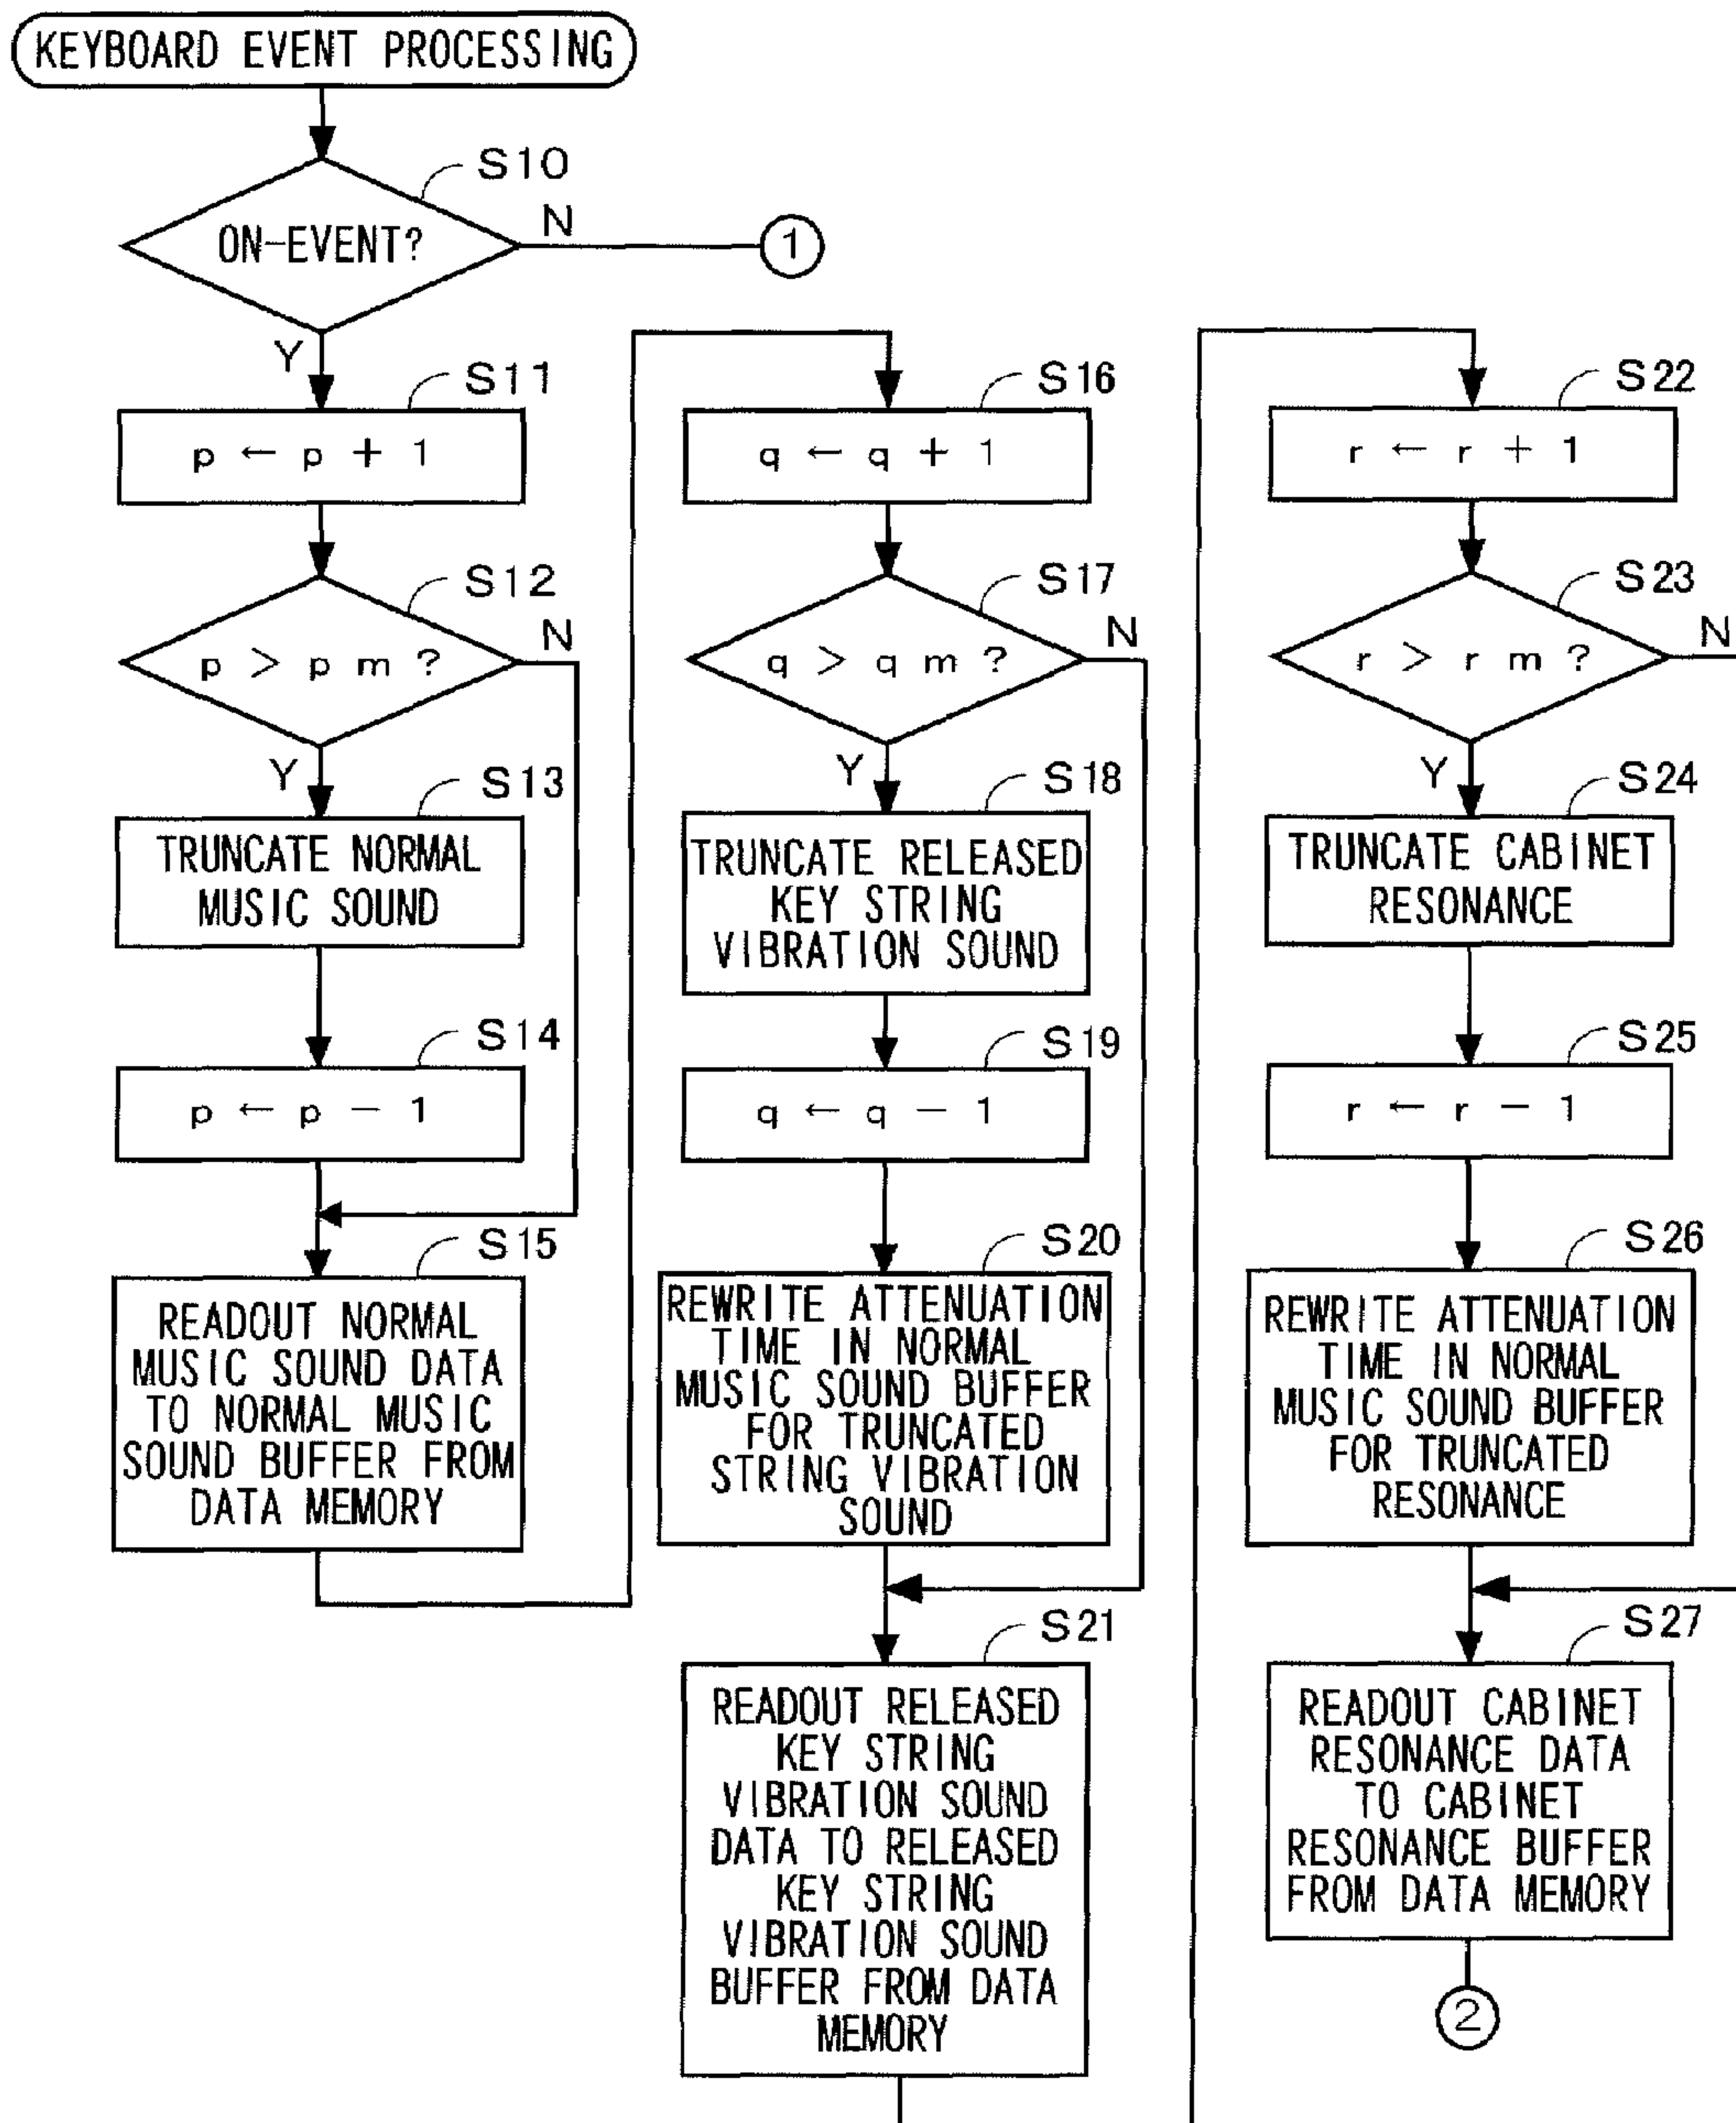 KEYBOARD EVENT PROCESSING
S10
ON-EVENT?
N
1
Y
S11
p ← p + 1
S12
p > p m ?
N
Y
S13
TRUNCATE NORMAL
MUSIC SOUND
S14
p ← p − 1
S15
READOUT NORMAL
MUSIC SOUND DATA
TO NORMAL MUSIC
SOUND BUFFER FROM
DATA MEMORY
S16
q ← q + 1
S17
q > q m ?
N
Y
S18
TRUNCATE RELEASED
KEY STRING
VIBRATION SOUND
S19
q ← q − 1
S20
REWRITE ATTENUATION
TIME IN NORMAL
MUSIC SOUND BUFFER
FOR TRUNCATED
STRING VIBRATION
SOUND
S21
READOUT RELEASED
KEY STRING
VIBRATION SOUND
DATA TO RELEASED
KEY STRING
VIBRATION SOUND
BUFFER FROM DATA
MEMORY
S22
r ← r + 1
S23
r > r m ?
N
Y
S24
TRUNCATE CABINET
RESONANCE
S25
r ← r − 1
S26
REWRITE ATTENUATION
TIME IN NORMAL
MUSIC SOUND BUFFER
FOR TRUNCATED
RESONANCE
S27
READOUT CABINET
RESONANCE DATA
TO CABINET
RESONANCE BUFFER
FROM DATA MEMORY
2